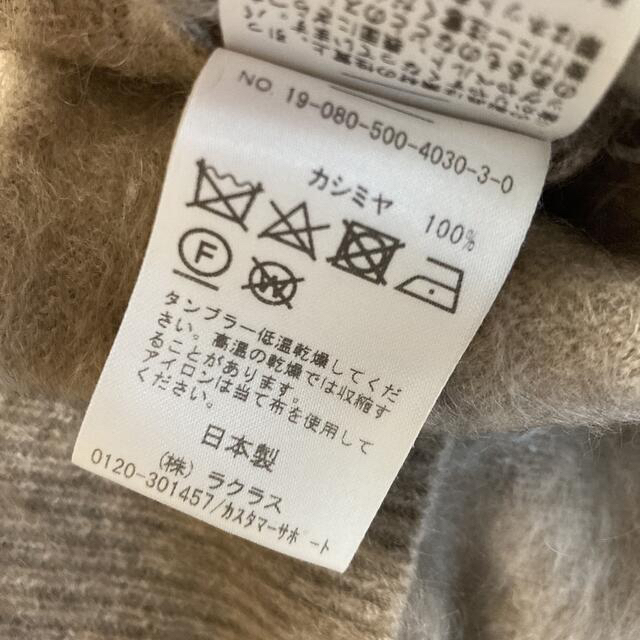 NO. 19-080-500-4030-3-0
カシミヤ 100%
F
タンブラー低温乾燥してくだ
さい。高温の乾燥では収縮す
ることがあります。
アイロンは当て布を使用して
ください。
日本製
(株) ラクラス
0120-301457/カスタマーサポート